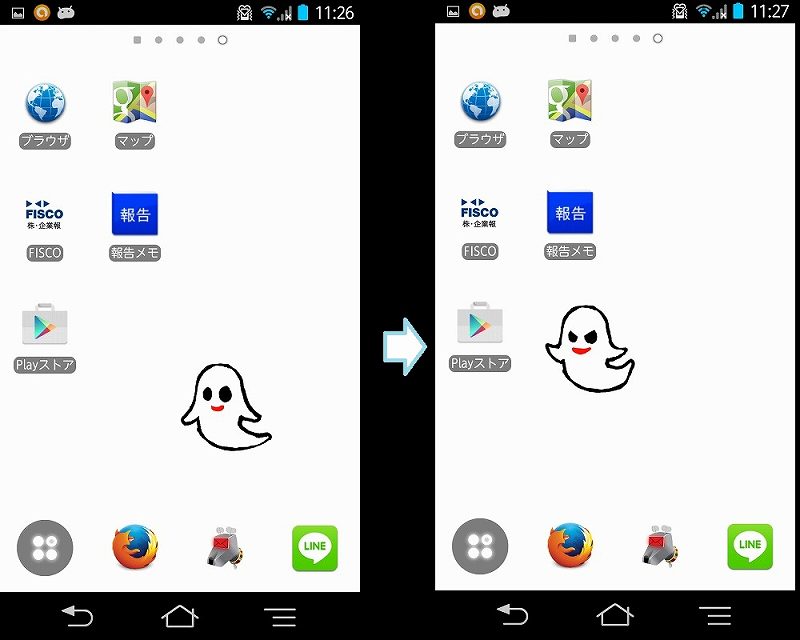 11:26
ブラウザ
マップ
FISCO
株・企業報
FISCO
報告
報告メモ
Playストア
LINE
11:27
ブラウザ
マップ
FISCO
株・企業報
FISCO
報告
報告メモ
Playストア
LINE